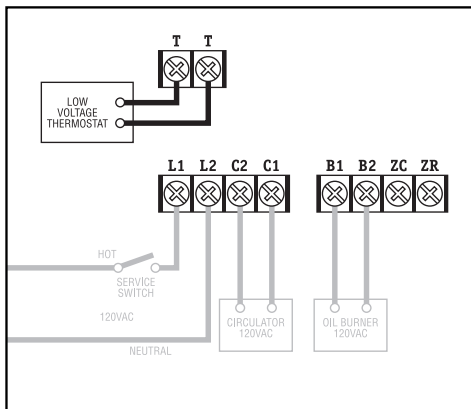 T T
LOW
VOLTAGE
THERMOSTAT
L1 L2 C2 C1 B1 B2 ZC ZR
HOT
SERVICE
SWITCH
120VAC
NEUTRAL
CIRCULATOR
120VAC
OIL BURNER
120VAC